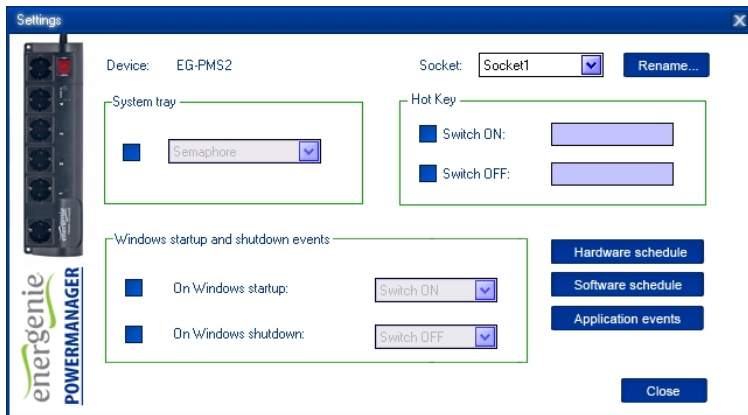 Settings
X
Device: EG-PMS2
Socket: Socket1
Rename...
System tray
Semaphore
Hot Key
Switch ON:
Switch OFF:
Windows startup and shutdown events
On Windows startup: Switch ON
On Windows shutdown: Switch OFF
Hardware schedule
Software schedule
Application events
Close
energenie
POWERMANAGER